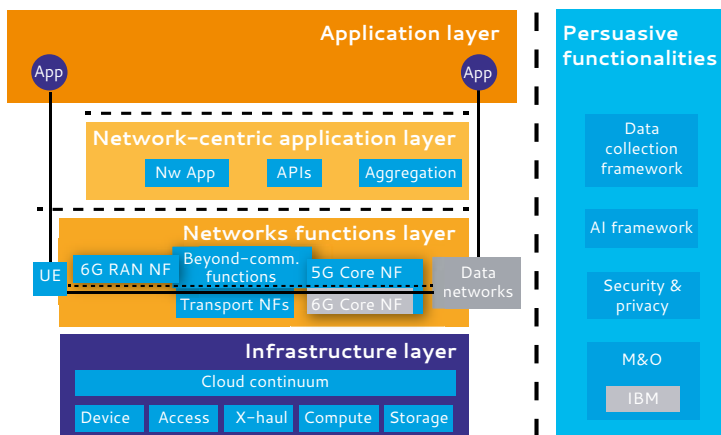 Application layer
App
App
Network-centric application layer
Nw App
APIs
Aggregation
Networks functions layer
UE
6G RAN NF
Beyond-comm.
functions
5G Core NF
Data
networks
Transport NFs
6G Core NF
Infrastructure layer
Cloud continuum
Device
Access
X-haul
Compute
Storage
Persuasive
functionalities
Data
collection
framework
AI framework
Security &
privacy
M&O
IBM